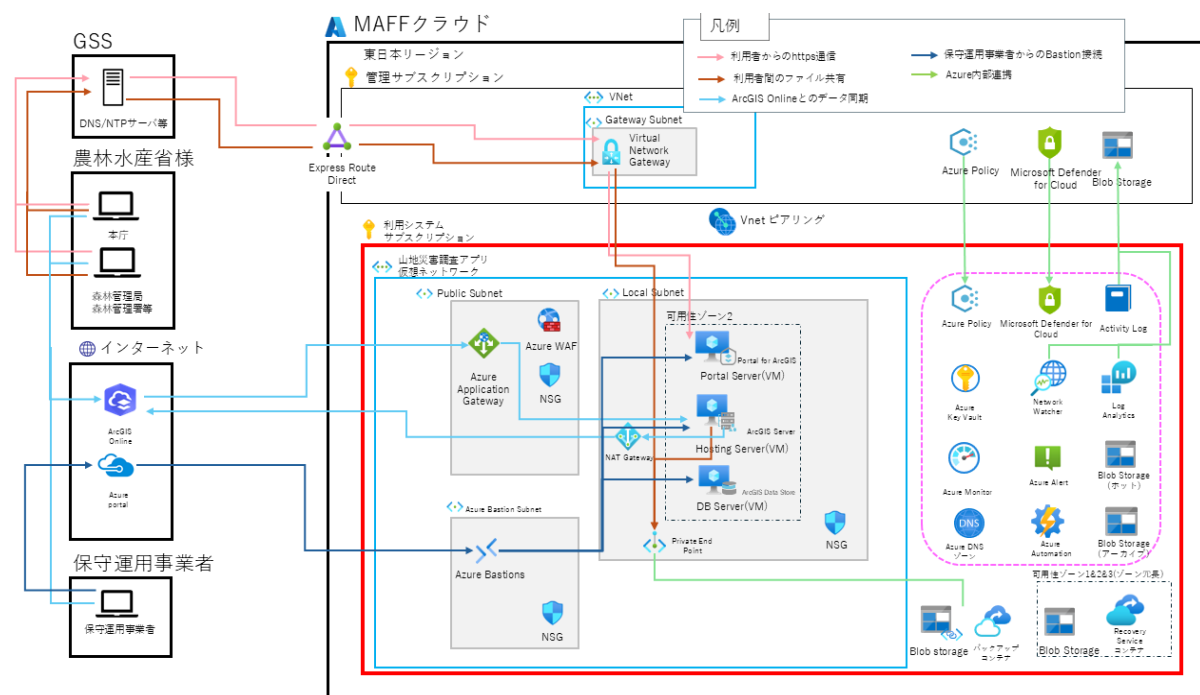 MAFFクラウド
凡例
利用者からのhttps通信
利用者間のファイル共有
ArcGIS Onlineとのデータ同期
保守運用事業者からのBastion接続
Azure内部連携
東日本リージョン
管理サブスクリプション
GSS
DNS/NTPサーバ等
農林水産省様
本庁
森林管理局
森林管理署等
インターネット
ArcGIS
Online
Azure
portal
保守運用事業者
保守運用事業者
Express Route
Direct
VNet
Gateway Subnet
Virtual
Network
Gateway
Azure Policy
Microsoft Defender
for Cloud
Blob Storage
Vnet ピアリング
利用システム
サブスクリプション
山地災害調査アプリ
仮想ネットワーク
Public Subnet
Azure WAF
Azure
Application
Gateway
NSG
Azure Bastion Subnet
Azure Bastions
NSG
Local Subnet
可用性ゾーン2
Portal for ArcGIS
Portal Server(VM)
ArcGIS Server
Hosting Server(VM)
NAT Gateway
ArcGIS Data Store
DB Server(VM)
Private End
Point
NSG
Azure Policy
Microsoft Defender for
Cloud
Activity Log
Azure
Key Vault
Network
Watcher
Log
Analytics
Azure Monitor
Azure Alert
Blob Storage
(ホット)
Azure DNS
ゾーン
Azure
Automation
Blob Storage
(アーカイブ)
可用性ゾーン1&2&3(ゾーン冗長)
Blob storage
バックアップ
コンテナ
Blob Storage
Recovery
Service
コンテナ
DNS